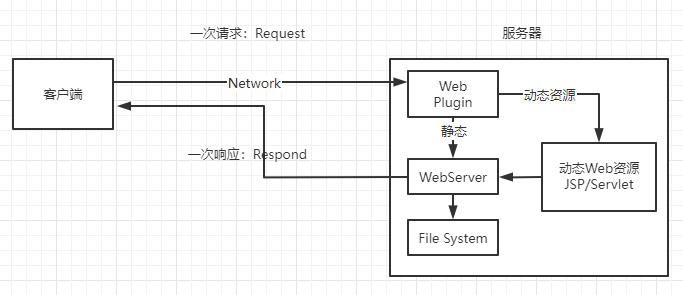 一次请求：Request
服务器
客户端
Network
Web
Plugin
动态资源
静态
一次响应：Respond
WebServer
动态Web资源
JSP/Servlet
File System